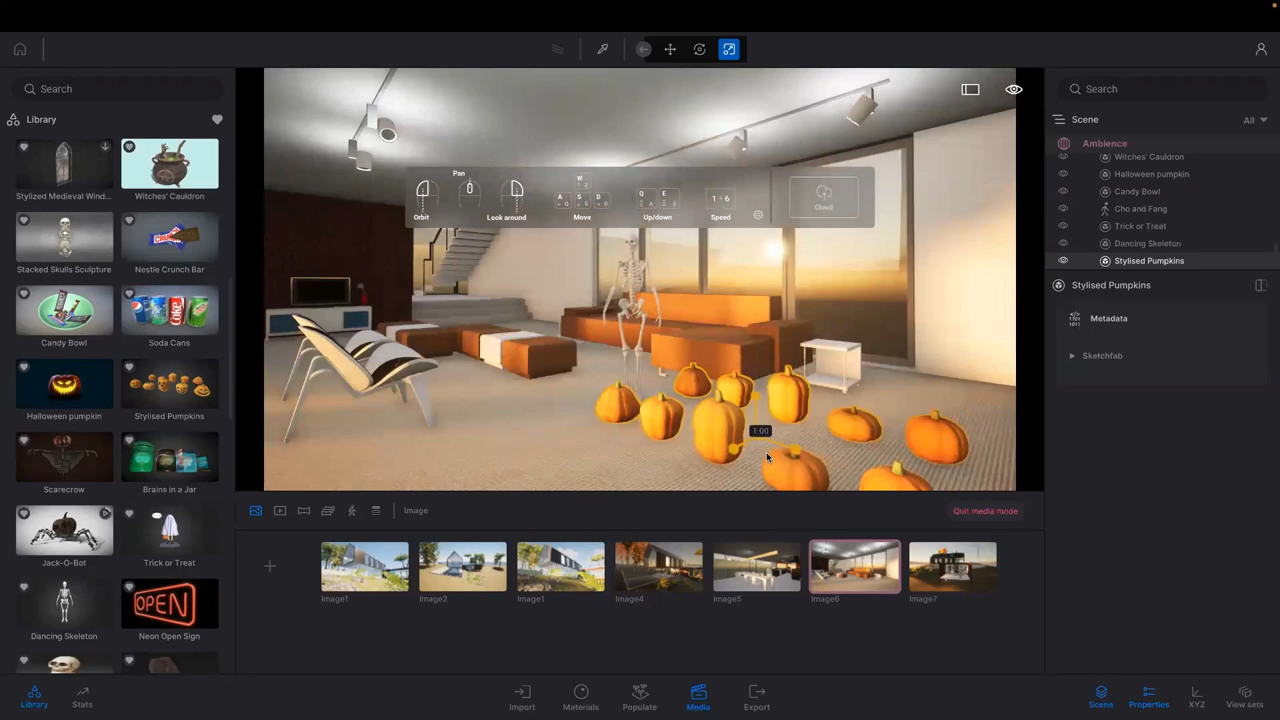 Search
Library
Stylized Medieval Wind...
Witches' Cauldron
Stacked Skulls Sculpture
Nestle Crunch Bar
Candy Bowl
Soda Cans
Halloween pumpkin
Stylised Pumpkins
Scarecrow
Brains in a Jar
Jack-O-Bot
Trick or Treat
Dancing Skeleton
Neon Open Sign
OPEN
Pan
Orbit
Look around
W
A
S
D
Move
Q
E
Up/down
1 - 6
Speed
Cloud
1.00
Image
Quit media mode
Image1
Image2
Image1
Image4
Image5
Image6
Image7
Search
Scene
All
Ambience
Witches' Cauldron
Halloween pumpkin
Candy Bowl
Cho and Fang
Trick or Treat
Dancing Skeleton
Stylised Pumpkins
Stylised Pumpkins
Metadata
Sketchfab
Library
Stats
Import
Materials
Populate
Media
Export
Scene
Properties
XYZ
View sets